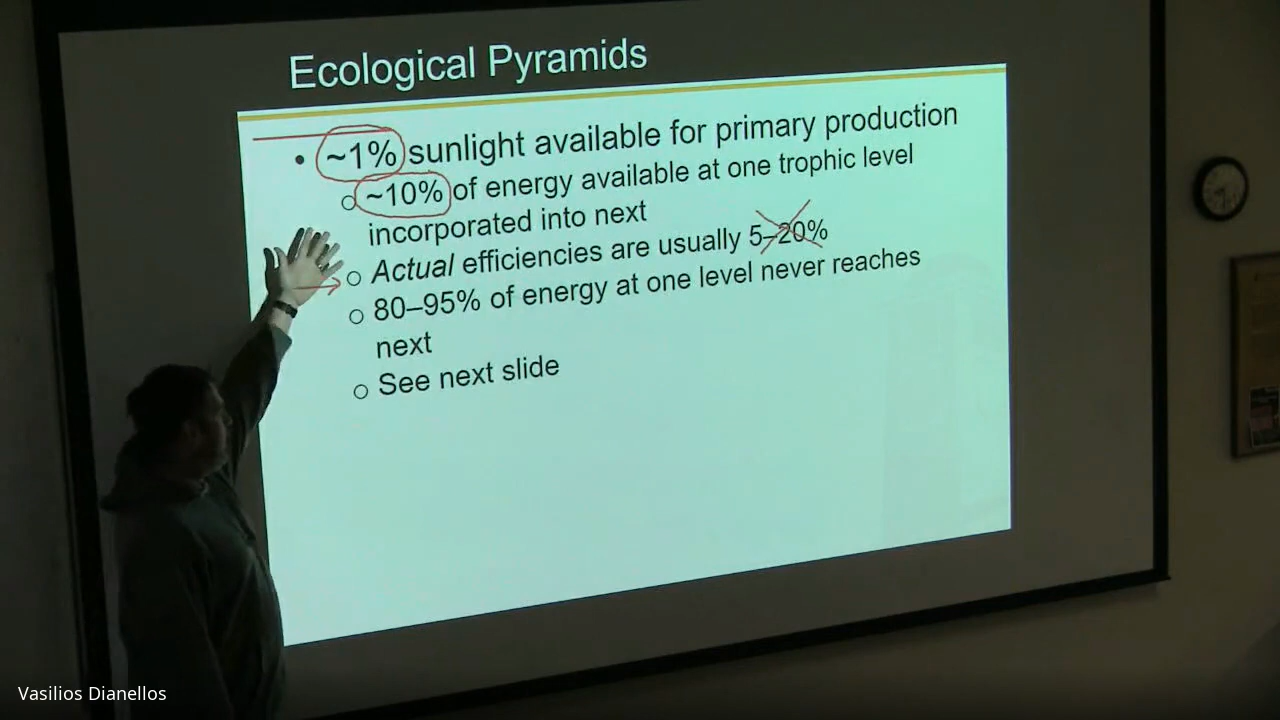 Ecological Pyramids
• ~1% sunlight available for primary production
○ ~10% of energy available at one trophic level
incorporated into next
○ Actual efficiencies are usually 5–20%
○ 80–95% of energy at one level never reaches
next
○ See next slide
Vasilios Dianellos